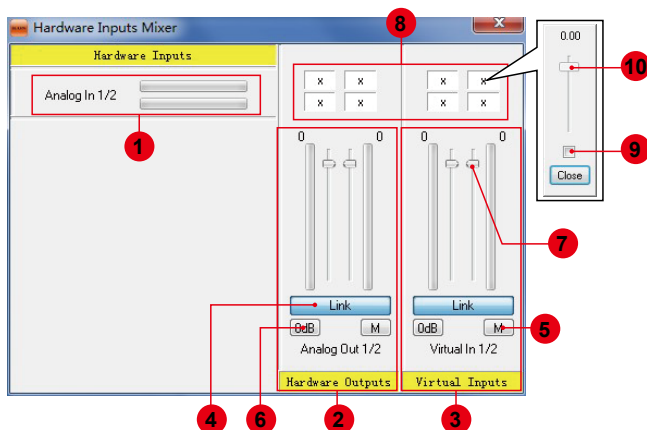 Hardware Inputs Mixer
x
8
0.00
Hardware Inputs
x x
x x
x x
x x
Analog In 1/2
10
1
0 0
0 0
9
Close
7
Link
Link
4
0dB M
0dB M
5
Analog Out 1/2
Virtual In 1/2
Hardware Outputs
Virtual Inputs
4 6 2 3